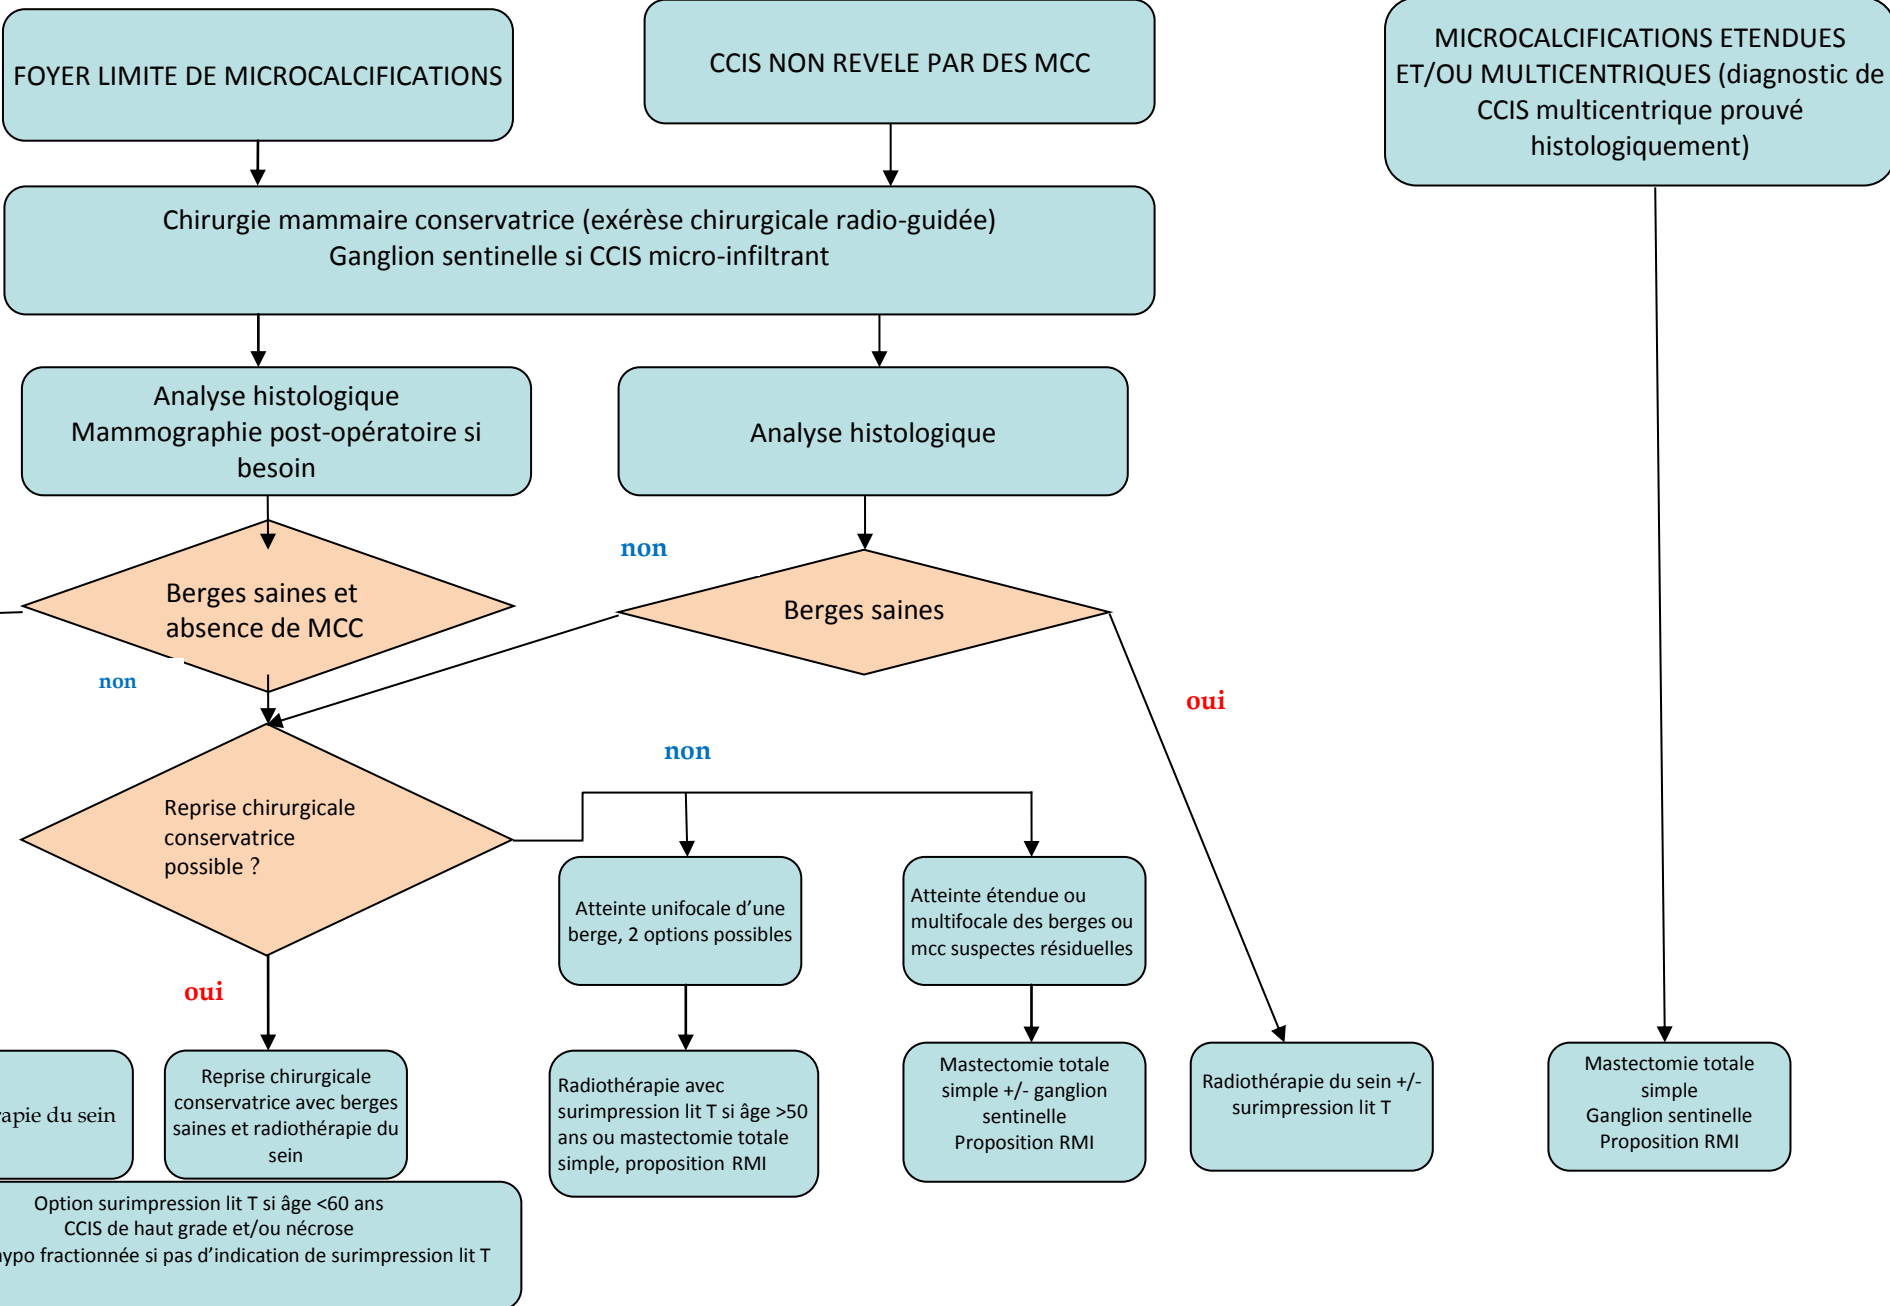 FOYER LIMITE DE MICROCALCIFICATIONS
CCIS NON REVELE PAR DES MCC
MICROCALCIFICATIONS ETENDUES
ET/OU MULTICENTRIQUES (diagnostic de
CCIS multicentrique prouvé
histologiquement)
Chirurgie mammaire conservatrice (exérèse chirurgicale radio-guidée)
Ganglion sentinelle si CCIS micro-infiltrant
Analyse histologique
Mammographie post-opératoire si
besoin
Analyse histologique
Berges saines et
absence de MCC
non
Berges saines
non
oui
Reprise chirurgicale
conservatrice
possible ?
non
oui
Atteinte unifocale d’une
berge, 2 options possibles
Atteinte étendue ou
multifocale des berges ou
mcc suspectes résiduelles
du sein
Reprise chirurgicale
conservatrice avec berges
saines et radiothérapie du
sein
Radiothérapie avec
surimpression lit T si âge >50
ans ou mastectomie totale
simple, proposition RMI
Mastectomie totale
simple +/- ganglion
sentinelle
Proposition RMI
Radiothérapie du sein +/-
surimpression lit T
Mastectomie totale
simple
Ganglion sentinelle
Proposition RMI
Option surimpression lit T si âge <60 ans
CCIS de haut grade et/ou nécrose
hypo fractionnée si pas d’indication de surimpression lit T